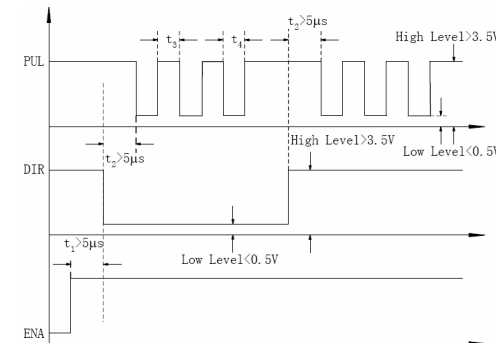 t₂>5μs
t₃
t₄
High Level>3.5V
PUL
High Level>3.5V
Low Level<0.5V
t₂>5μs
DIR
t₁>5μs
Low Level<0.5V
ENA